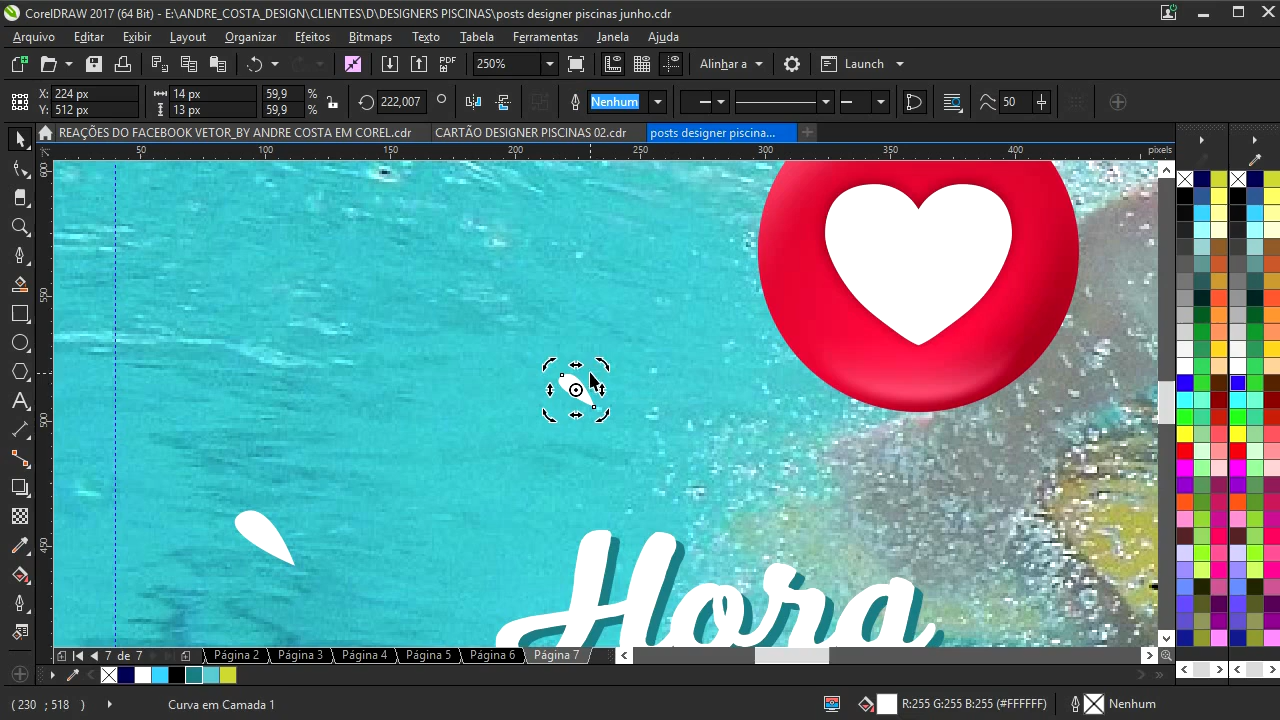 CorelDRAW 2017 (64 Bit) - E:\ANDRE_COSTA_DESIGN\CLIENTES\D\DESIGNERS PISCINAS\posts designer piscinas junho.cdr
Arquivo Editar Exibir Layout Organizar Efeitos Bitmaps Texto Tabela Ferramentas Janela Ajuda
PDF 250% Alinhar a Launch
X: 224 px 14 px 59,9 % 222,007 ° Nenhum 50
Y: 512 px 13 px 59,9 %
REAÇÕES DO FACEBOOK VETOR_BY ANDRE COSTA EM COREL.cdr CARTÃO DESIGNER PISCINAS 02.cdr posts designer piscina...
50 100 150 200 250 300 350 400 pixels
600
550
500
450
Hora
7 de 7 Página 2 Página 3 Página 4 Página 5 Página 6 Página 7
( 230 ; 518 ) Curva em Camada 1 R:255 G:255 B:255 (#FFFFFF) Nenhum